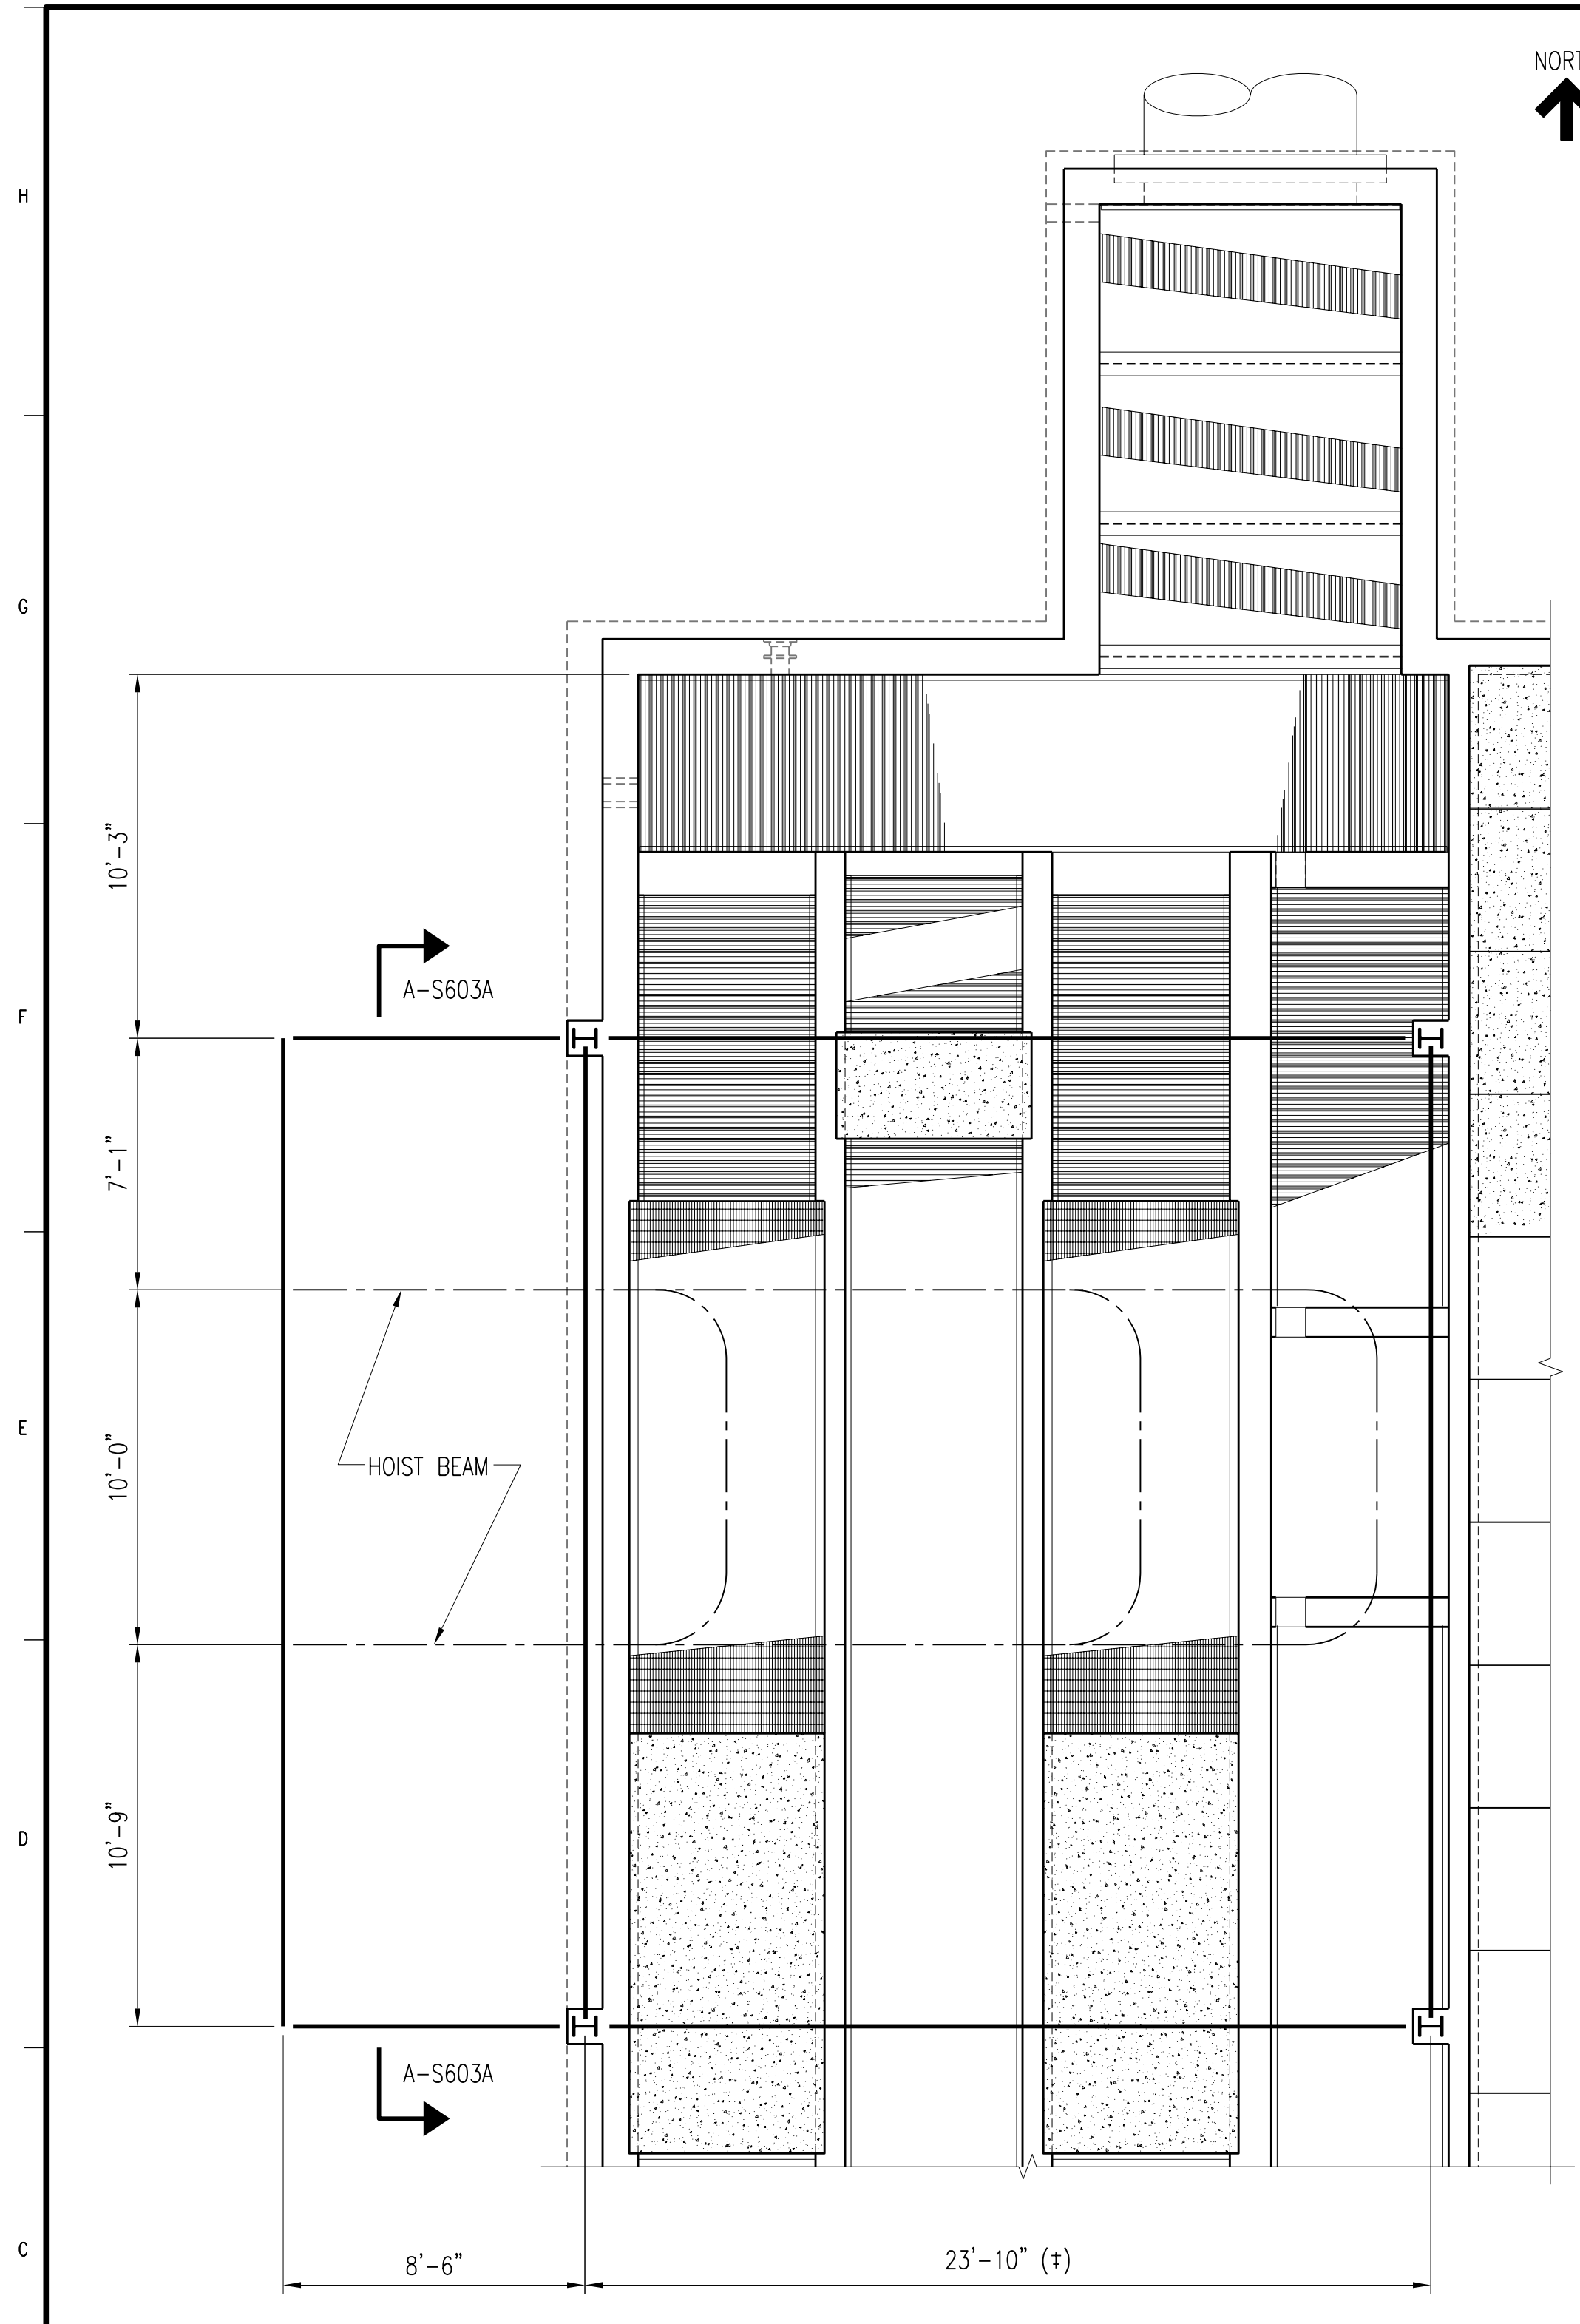 NORT
H
G
10'-3"
A-S603A
F
7'-1"
E
10'-0"
HOIST BEAM
10'-9"
D
A-S603A
C
8'-6"
23'-10" (‡)